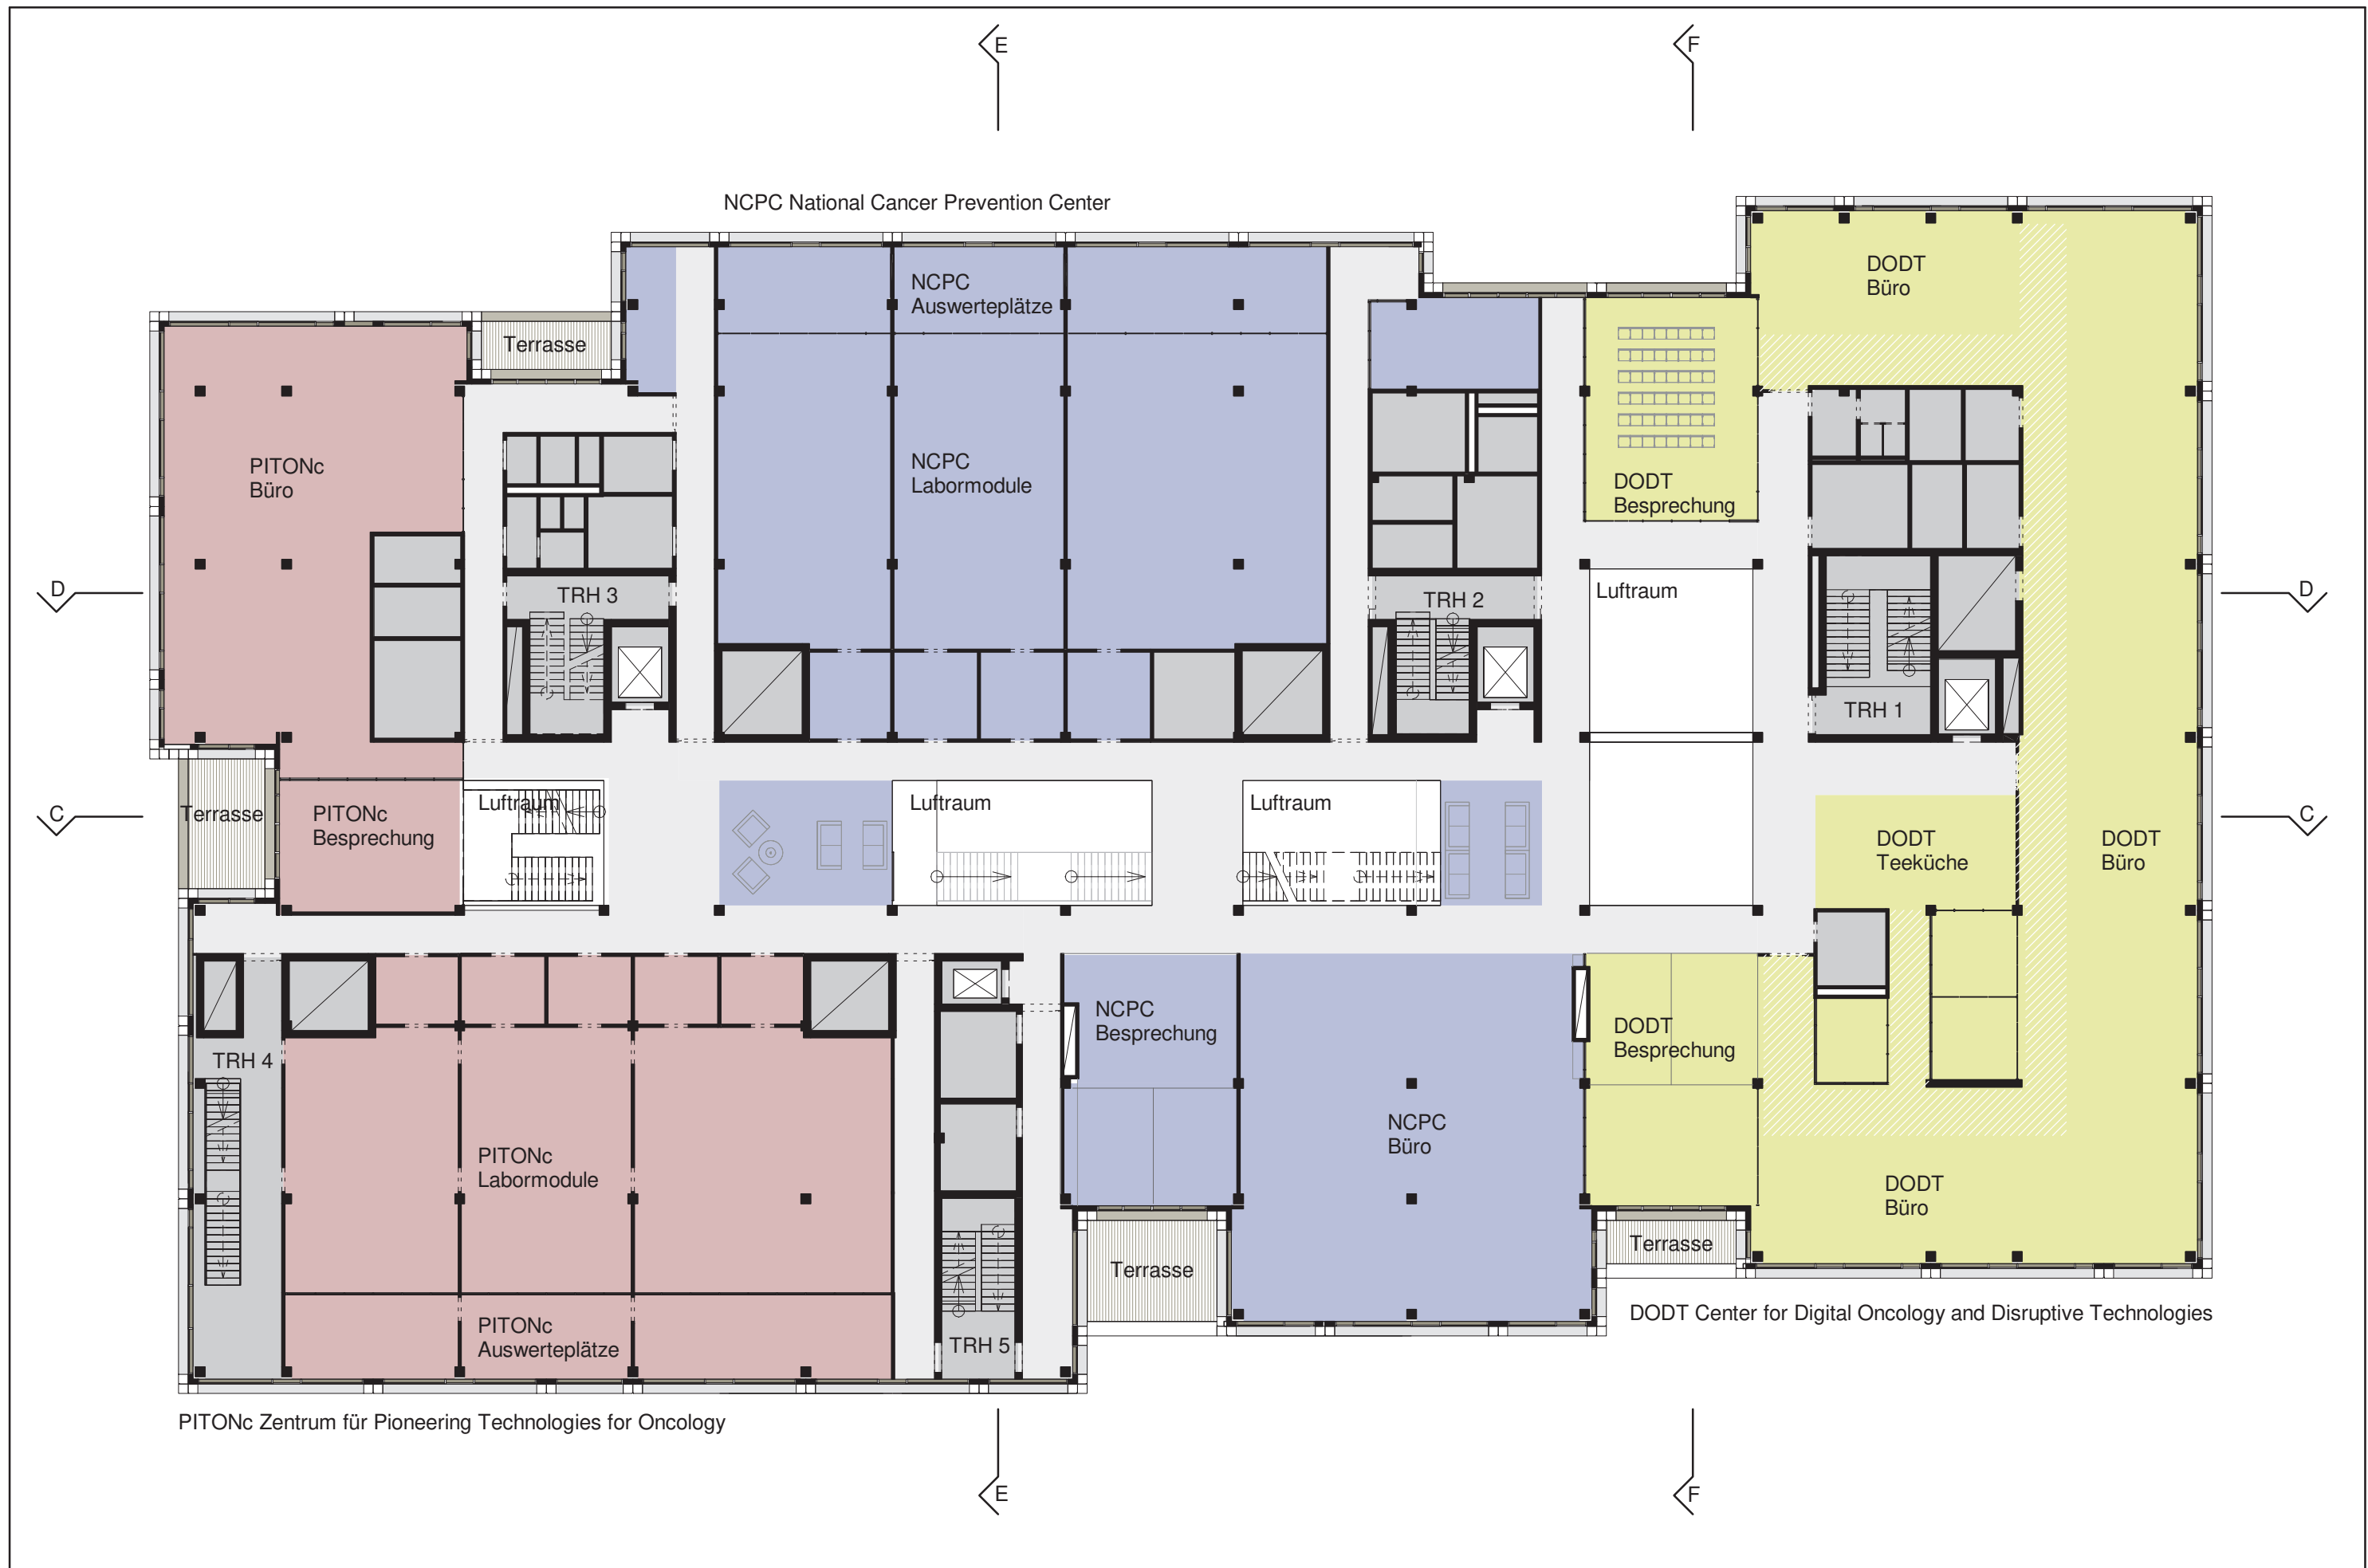 E
F
NCPC National Cancer Prevention Center
DODT
Büro
NCPC
Auswerteplätze
Terrasse
PITONc
Büro
NCPC
Labormodule
DODT
Besprechung
D
TRH 3
TRH 2
Luftraum
D
TRH 1
C
Terrasse
PITONc
Besprechung
Luftraum
Luftraum
Luftraum
DODT
Teeküche
DODT
Büro
C
NCPC
Besprechung
DODT
Besprechung
TRH 4
PITONc
Labormodule
NCPC
Büro
DODT
Büro
Terrasse
Terrasse
PITONc
Auswerteplätze
TRH 5
DODT Center for Digital Oncology and Disruptive Technologies
PITONc Zentrum für Pioneering Technologies for Oncology
E
F